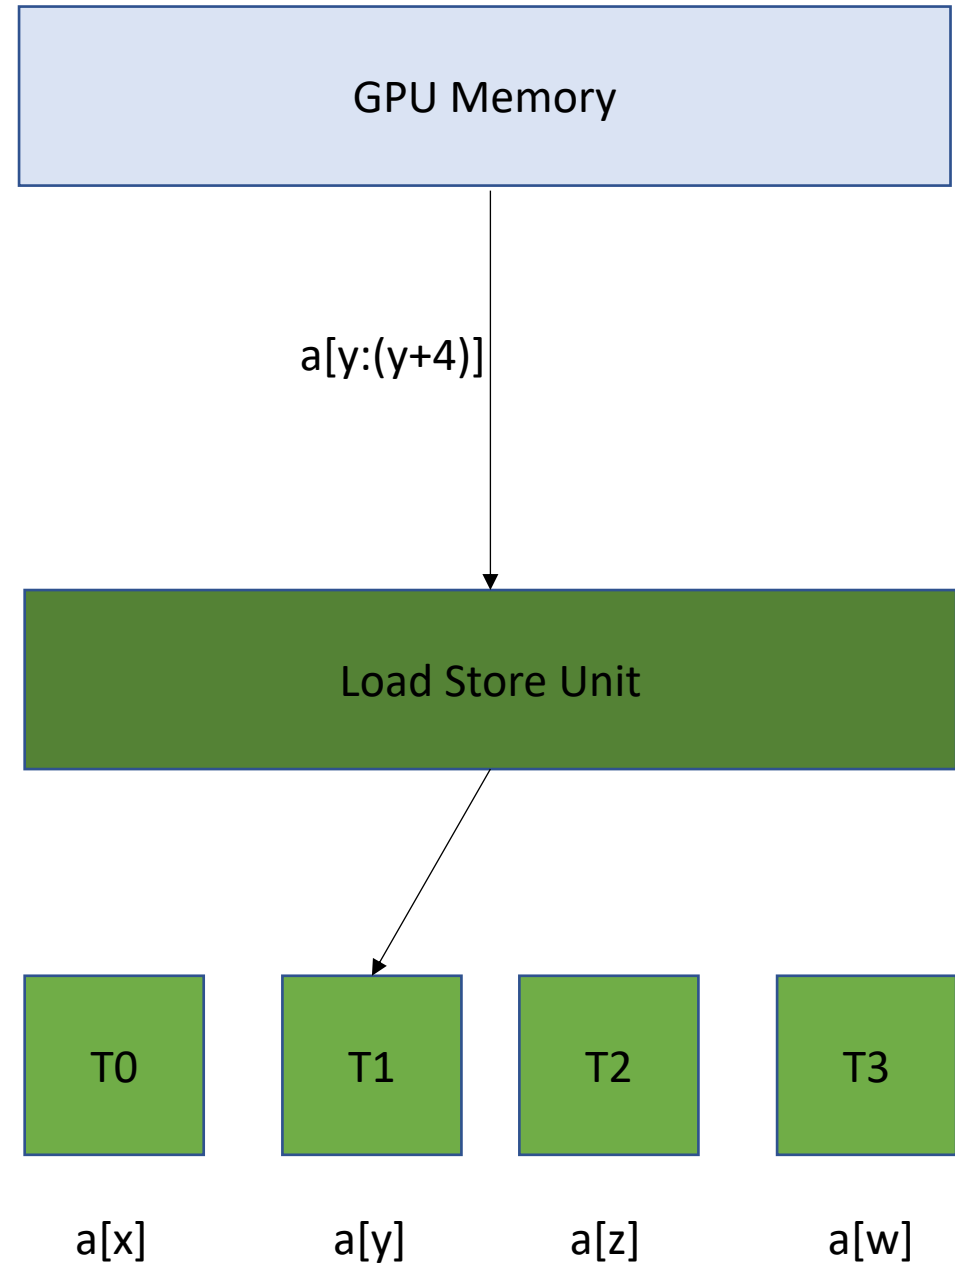 GPU Memory
a[y:(y+4)]
Load Store Unit
T0 T1 T2 T3
a[x] a[y] a[z] a[w]